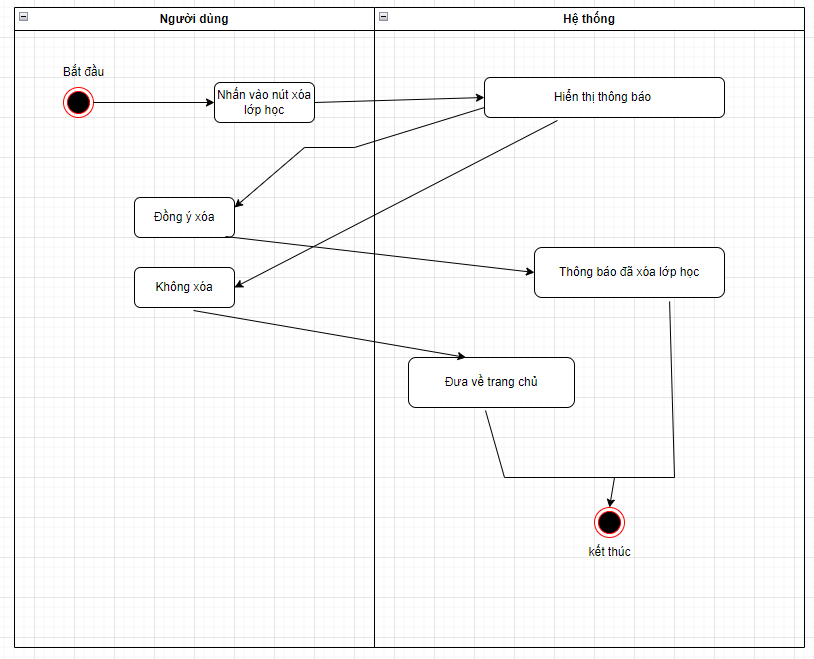 Người dùng
Hệ thống
Bắt đầu
Nhấn vào nút xóa
lớp học
Hiển thị thông báo
Đồng ý xóa
Thông báo đã xóa lớp học
Không xóa
Đưa về trang chủ
kết thúc